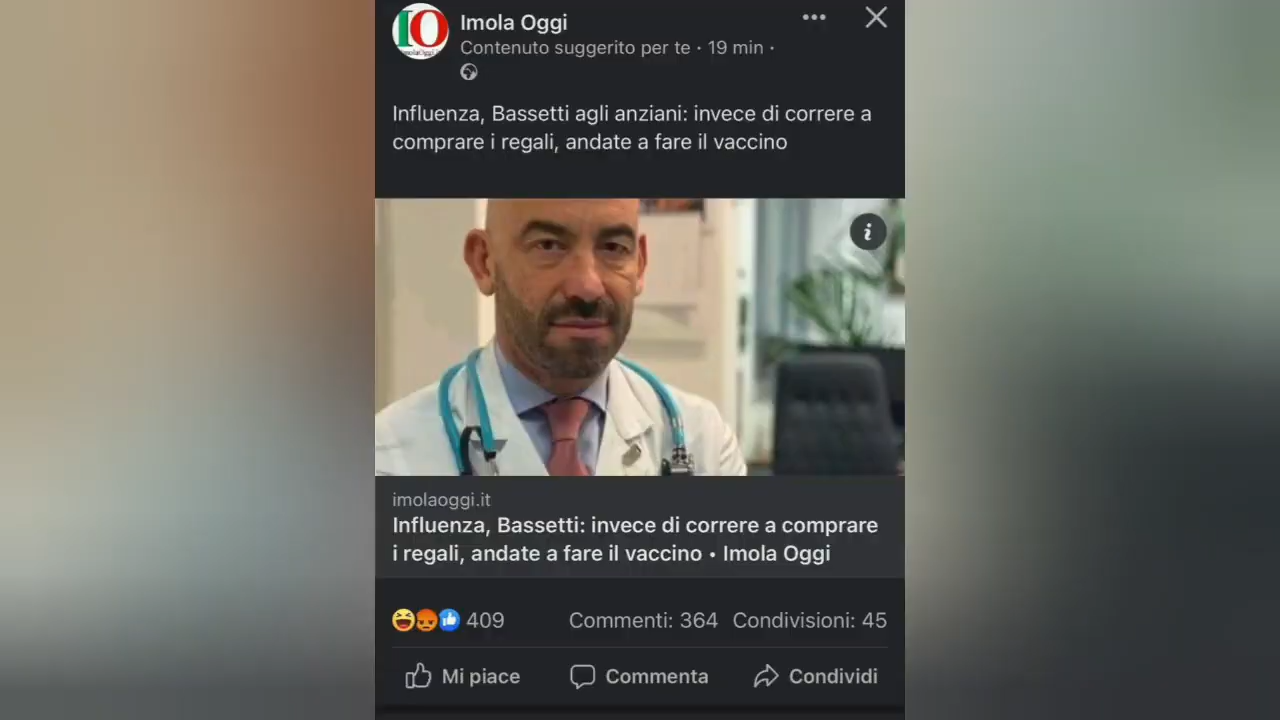 IO
Imola Oggi
Contenuto suggerito per te • 19 min •
Influenza, Bassetti agli anziani: invece di correre a
comprare i regali, andate a fare il vaccino
i
imolaoggi.it
Influenza, Bassetti: invece di correre a comprare
i regali, andate a fare il vaccino • Imola Oggi
409
Commenti: 364
Condivisioni: 45
Mi piace
Commenta
Condividi